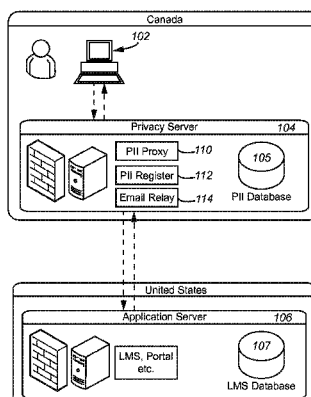 Canada
102
Privacy Server 104
PII Proxy 110
PII Register 112
Email Relay 114
105
PII Database
United States
Application Server 106
LMS, Portal
etc.
107
LMS Database